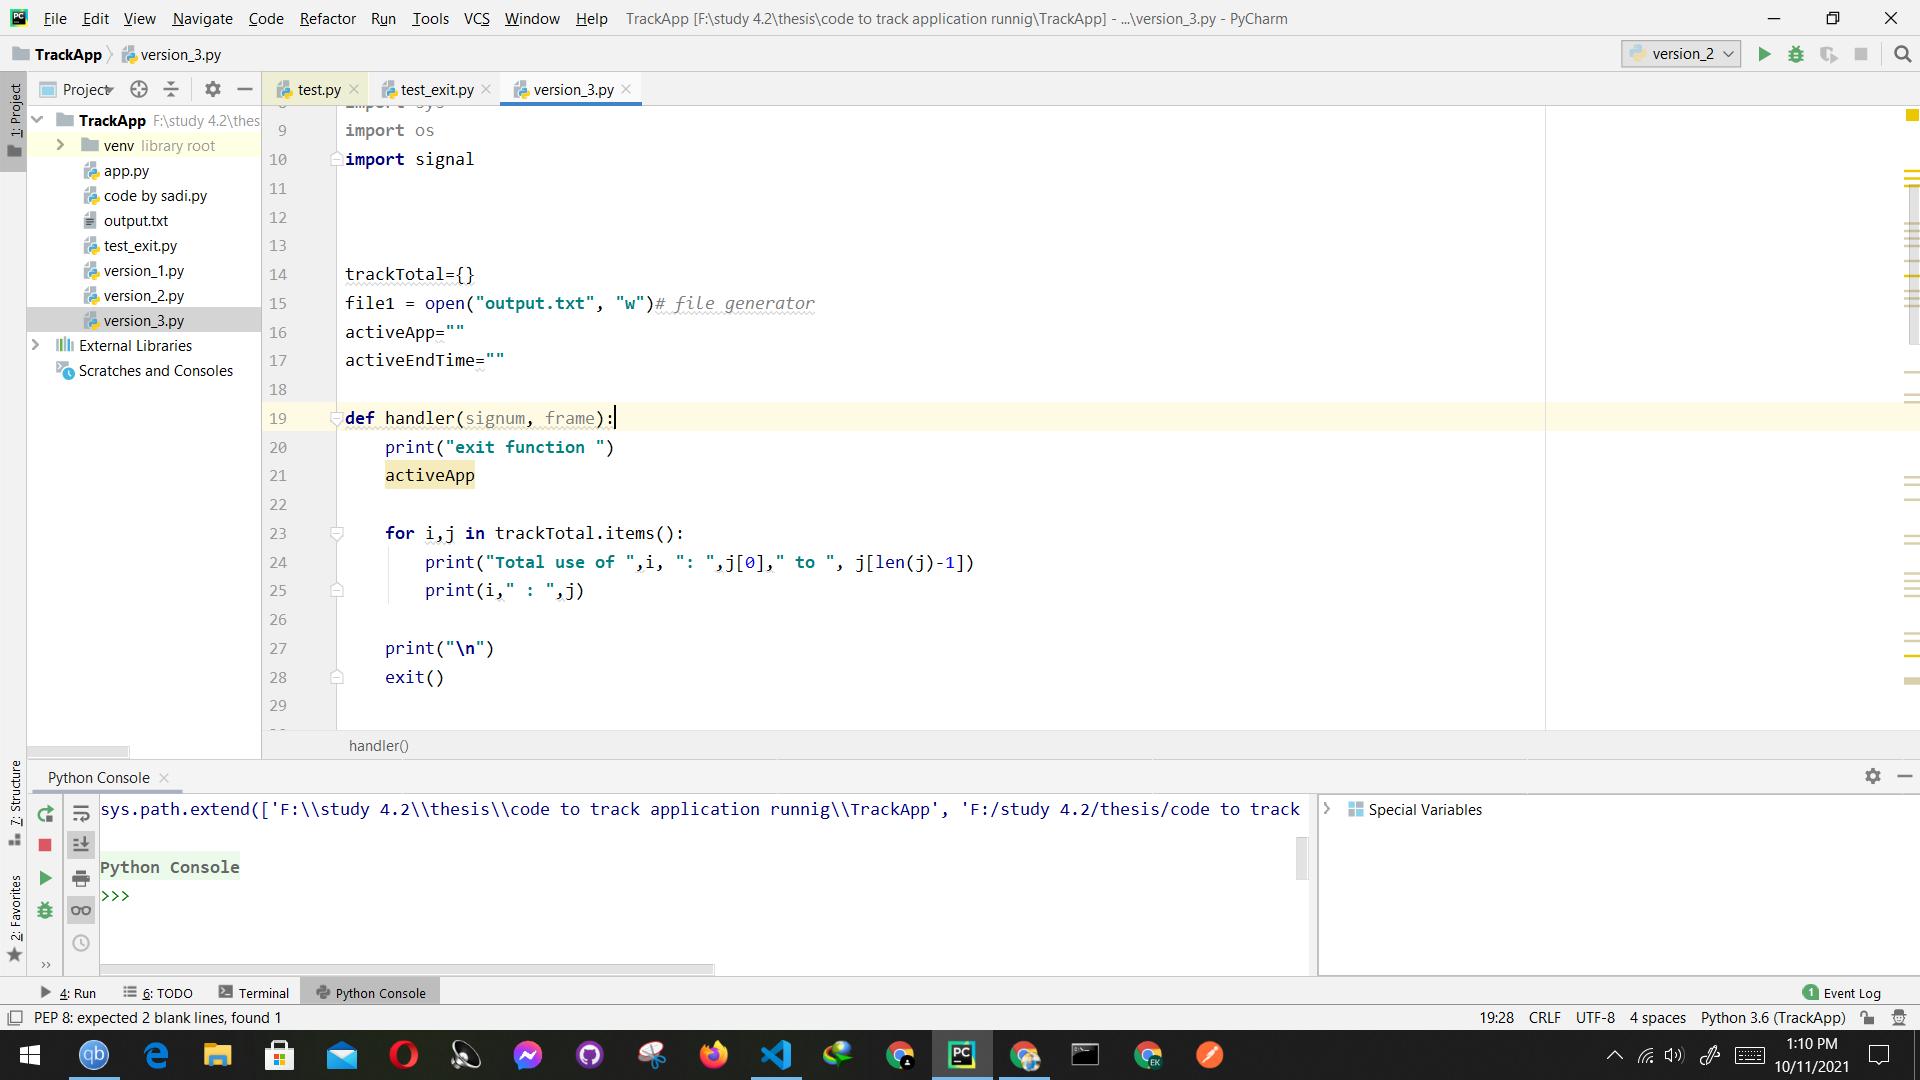 File Edit View Navigate Code Refactor Run Tools VCS Window Help TrackApp [F:\study 4.2\thesis\code to track application runnig\TrackApp] - ...\version_3.py - PyCharm
TrackApp version_3.py version_2
1: Project
Project
test.py test_exit.py version_3.py
TrackApp F:\study 4.2\thes
venv library root
app.py
code by sadi.py
output.txt
test_exit.py
version_1.py
version_2.py
version_3.py
External Libraries
Scratches and Consoles
import sys
9 import os
10 import signal
11
12
13
14 trackTotal={}
15 file1 = open("output.txt", "w")# file generator
16 activeApp=""
17 activeEndTime=""
18
19 def handler(signum, frame):
20 print("exit function ")
21 activeApp
22
23 for i,j in trackTotal.items():
24 print("Total use of ",i, ": ",j[0]," to ", j[len(j)-1])
25 print(i," : ",j)
26
27 print("\n")
28 exit()
29
handler()
7: Structure
2: Favorites
Python Console
sys.path.extend(['F:\\study 4.2\\thesis\\code to track application runnig\\TrackApp', 'F:/study 4.2/thesis/code to track
Python Console
>>>
Special Variables
4: Run 6: TODO Terminal Python Console 1 Event Log
PEP 8: expected 2 blank lines, found 1 19:28 CRLF UTF-8 4 spaces Python 3.6 (TrackApp)
qb PC EK
1:10 PM
10/11/2021